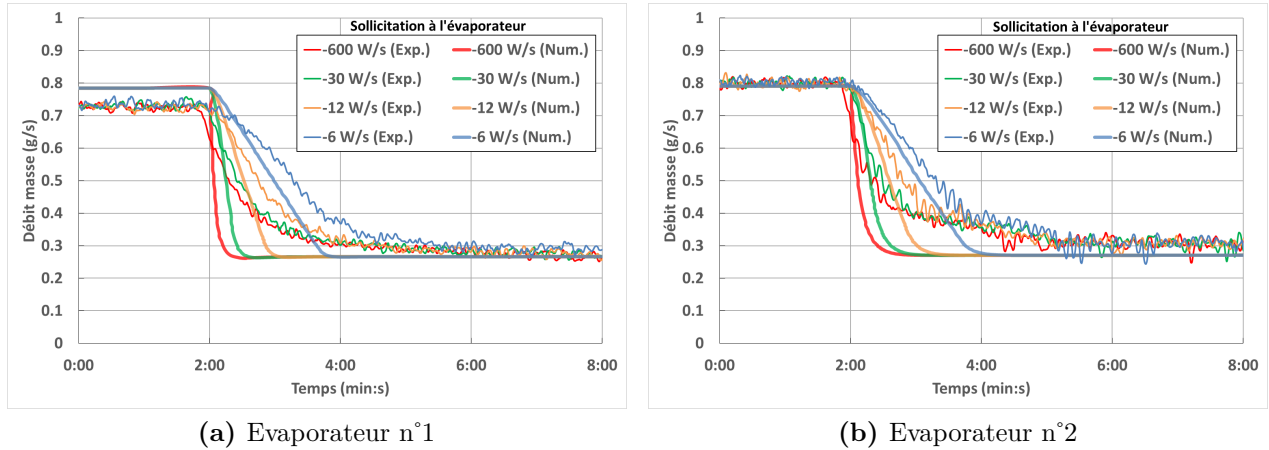 Sollicitation à l'évaporateur
-600 W/s (Exp.) -600 W/s (Num.)
-30 W/s (Exp.) -30 W/s (Num.)
-12 W/s (Exp.) -12 W/s (Num.)
-6 W/s (Exp.) -6 W/s (Num.)
Débit masse (g/s)
1
0.9
0.8
0.7
0.6
0.5
0.4
0.3
0.2
0.1
0
0:00 2:00 4:00 6:00 8:00
Temps (min:s)
(a) Evaporateur n°1
Sollicitation à l'évaporateur
-600 W/s (Exp.) -600 W/s (Num.)
-30 W/s (Exp.) -30 W/s (Num.)
-12 W/s (Exp.) -12 W/s (Num.)
-6 W/s (Exp.) -6 W/s (Num.)
Débit masse (g/s)
1
0.9
0.8
0.7
0.6
0.5
0.4
0.3
0.2
0.1
0
0:00 2:00 4:00 6:00 8:00
Temps (min:s)
(b) Evaporateur n°2